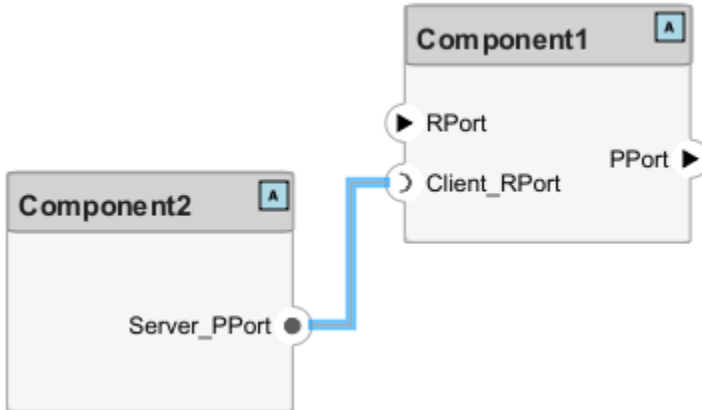 Component1
A
RPort
PPort
Client_RPort
Component2
A
Server_PPort